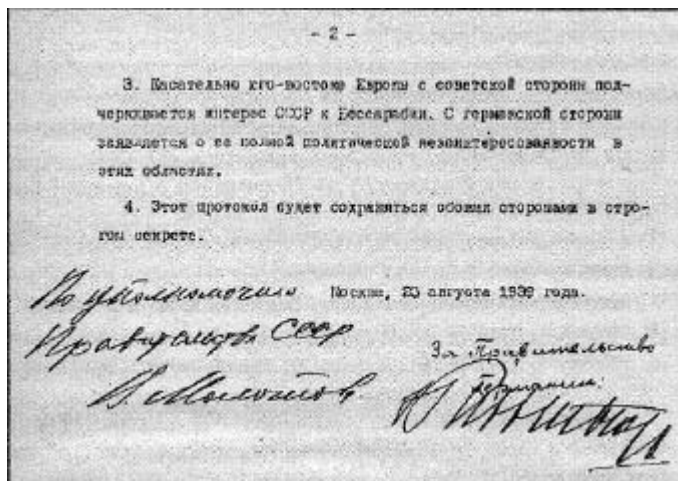 - 2 -
3. Касательно юго-востока Европы с советской стороны под-
черкивается интерес СССР к Бессарабии. С германской стороны
заявляется о ее полной политической незаинтересованности в
этих областях.
4. Этот протокол будет сохраняться обоими сторонами в стро-
гом секрете.
Москва, 23 августа 1939 года.
По уполномочию
Правительства СССР
В. Молотов
За Правительство
Германии: